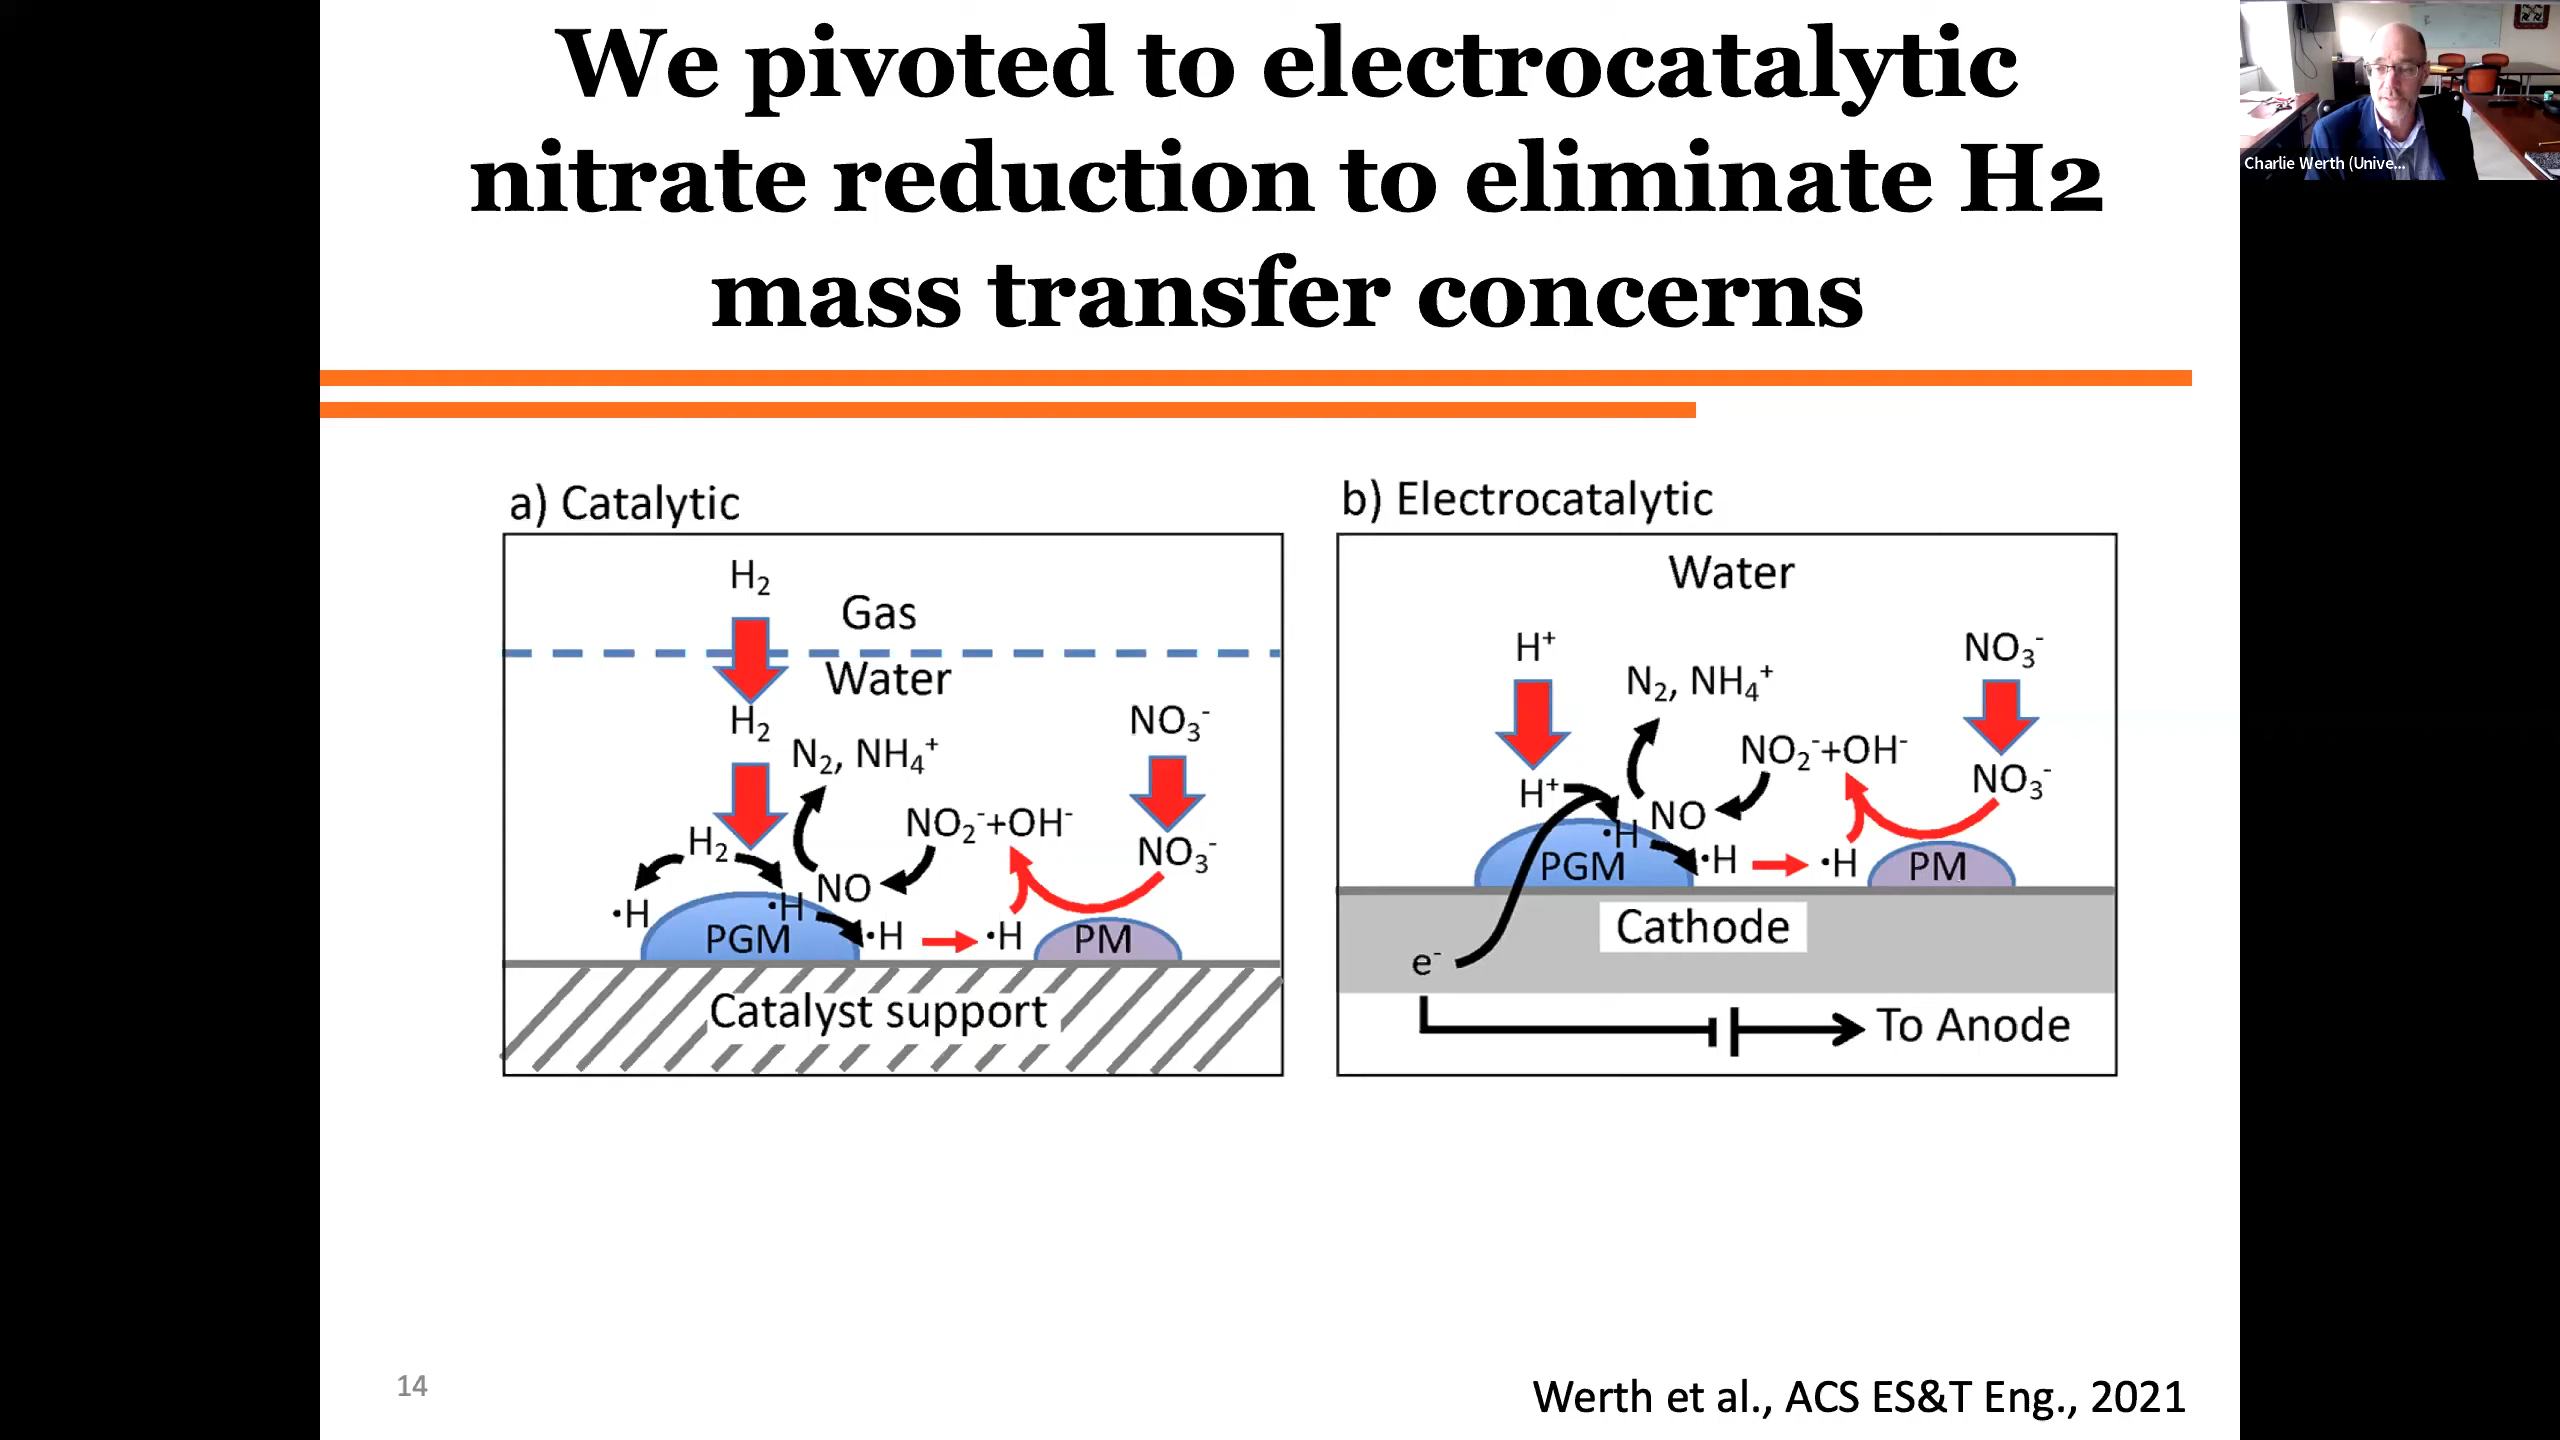 We pivoted to electrocatalytic
nitrate reduction to eliminate H2
mass transfer concerns
Charlie Werth (Unive...
a) Catalytic
H₂
Gas
Water
H₂
NO₃⁻
N₂, NH₄⁺
NO₂⁻+OH⁻
H₂
NO₃⁻
NO
·H
·H
PGM
·H
·H
PM
Catalyst support
b) Electrocatalytic
Water
H⁺
NO₃⁻
N₂, NH₄⁺
NO₂⁻+OH⁻
NO₃⁻
H⁺
NO
·H
PGM
·H
·H
PM
Cathode
e⁻
To Anode
14
Werth et al., ACS ES&T Eng., 2021